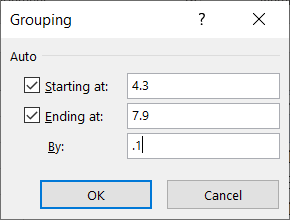 Grouping ? ×
Auto
Starting at: 4.3
Ending at: 7.9
By: .1
OK Cancel